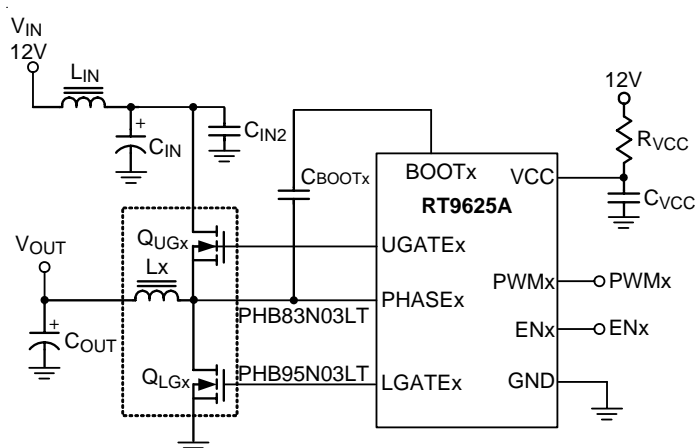 VIN
12V
LIN
CIN
CIN2
CBOOTx
BOOTx
VCC
RT9625A
12V
RVCC
CVCC
VOUT
QUGx
Lx
UGATEx
PHASEx
PHB83N03LT
PWMx
PWMx
ENx
ENx
COUT
QLGx
PHB95N03LT
LGATEx
GND
+
+